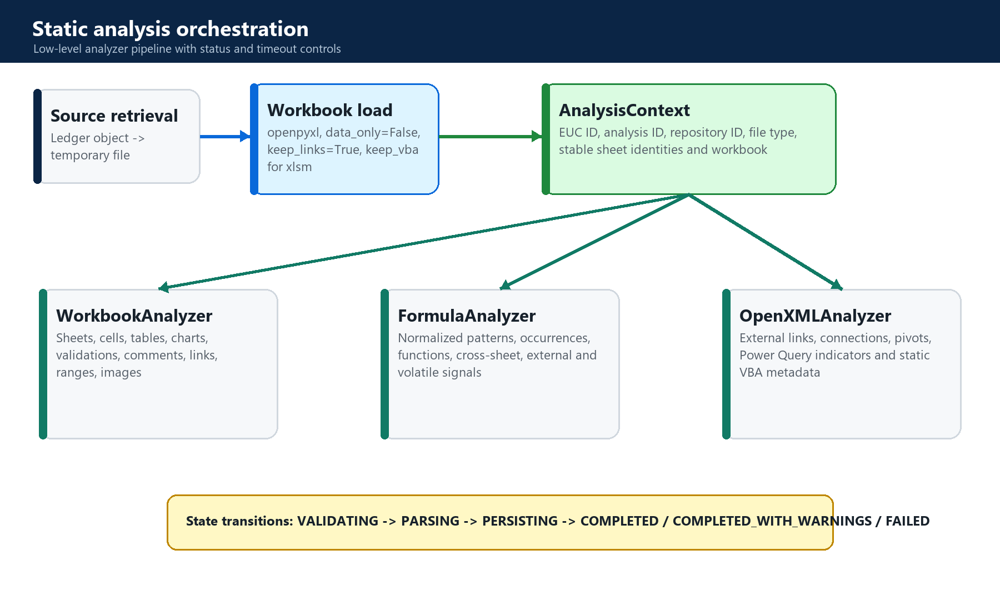 Static analysis orchestration
Low-level analyzer pipeline with status and timeout controls
Source retrieval
Ledger object ->
temporary file
Workbook load
openpyxl, data_only=False,
keep_links=True, keep_vba
for xlsm
AnalysisContext
EUC ID, analysis ID, repository ID, file type,
stable sheet identities and workbook
WorkbookAnalyzer
Sheets, cells, tables, charts,
validations, comments, links,
ranges, images
FormulaAnalyzer
Normalized patterns, occurrences,
functions, cross-sheet, external and
volatile signals
OpenXMLAnalyzer
External links, connections, pivots,
Power Query indicators and static
VBA metadata
State transitions: VALIDATING -> PARSING -> PERSISTING -> COMPLETED / COMPLETED_WITH_WARNINGS / FAILED